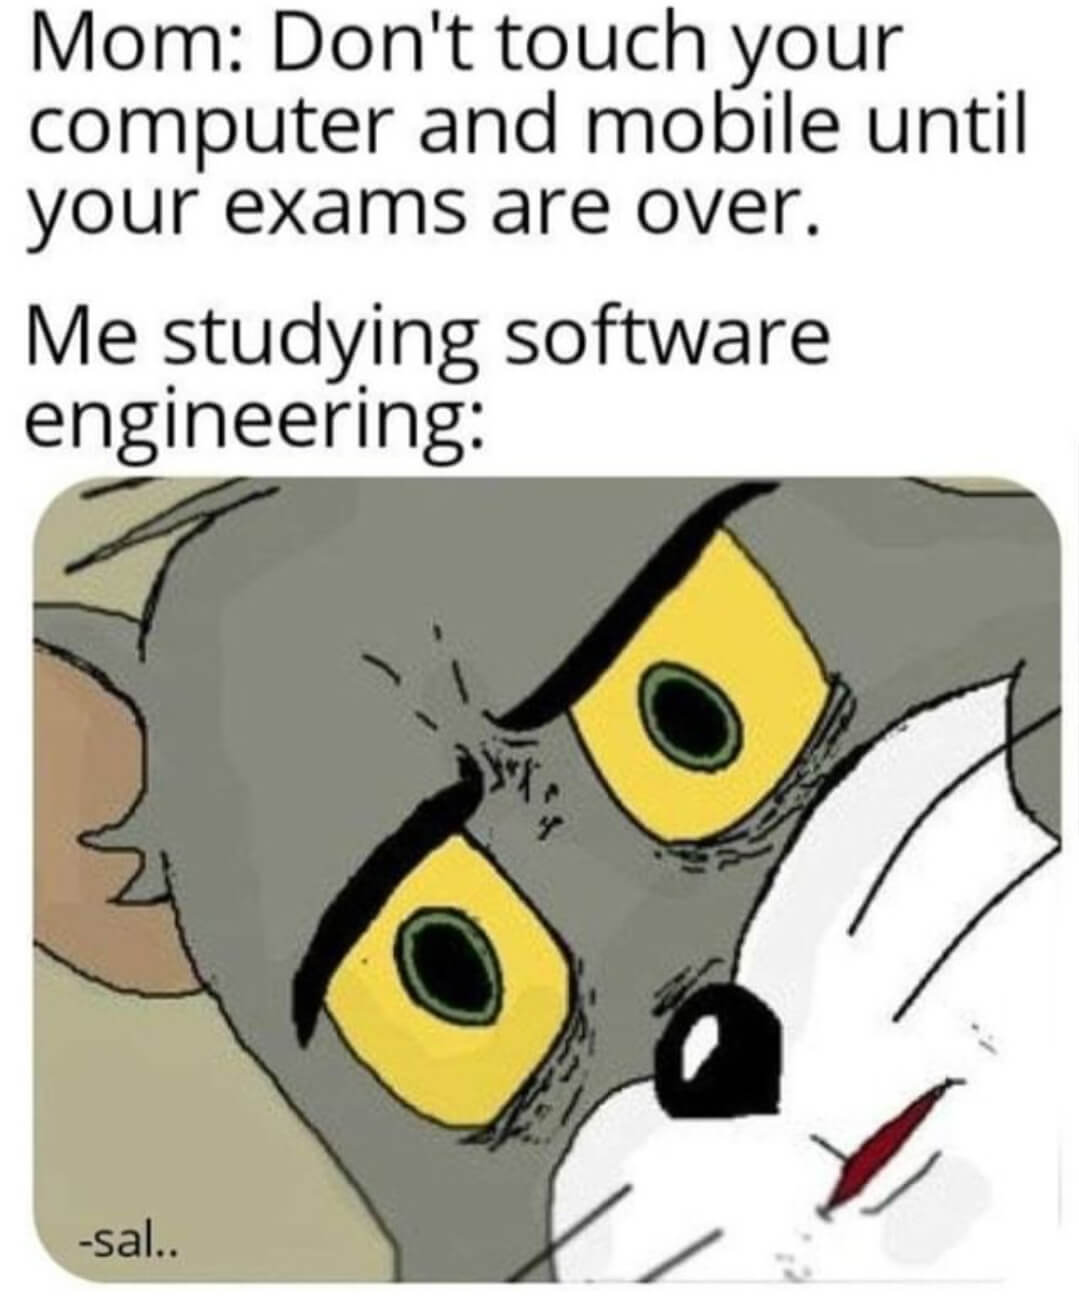 Mom: Don't touch your
computer and mobile until
your exams are over.
Me studying software
engineering:
-sal..